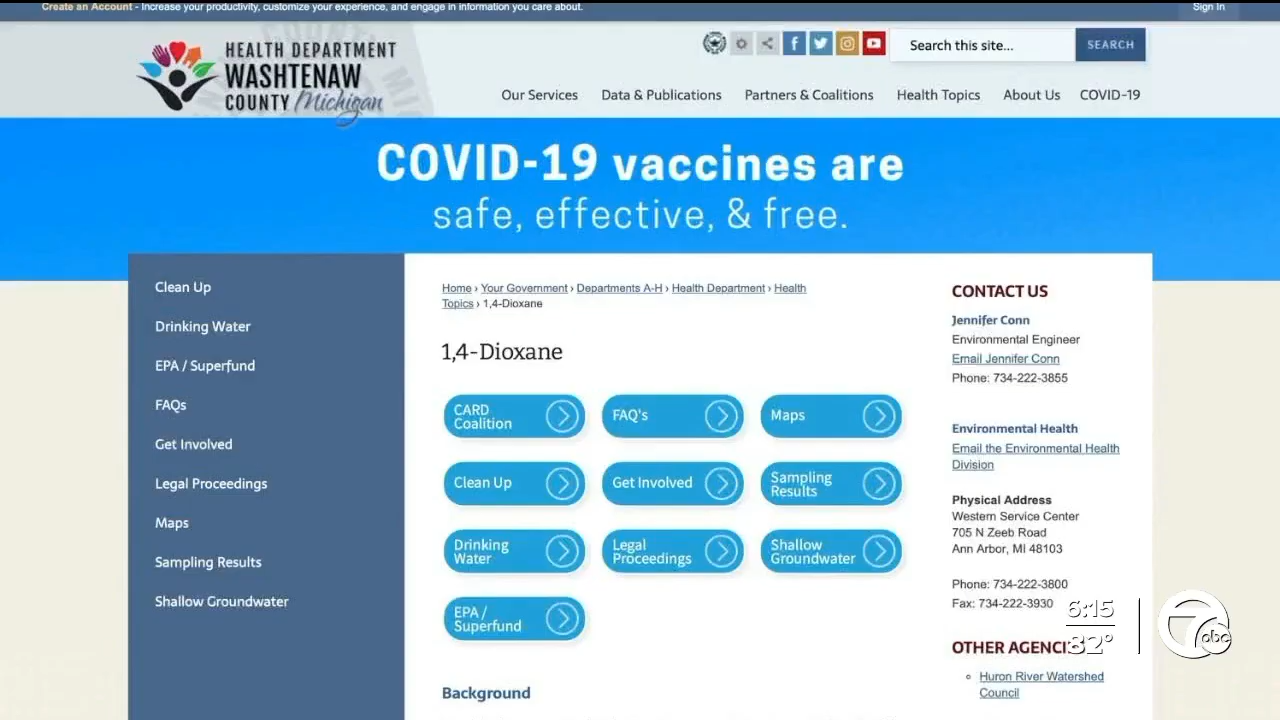 Create an Account - Increase your productivity, customize your experience, and engage in information you care about.
Sign In
HEALTH DEPARTMENT
WASHTENAW
COUNTY Michigan
f
Search this site...
SEARCH
Our Services
Data & Publications
Partners & Coalitions
Health Topics
About Us
COVID-19
COVID-19 vaccines are
safe, effective, & free.
Clean Up
Drinking Water
EPA / Superfund
FAQs
Get Involved
Legal Proceedings
Maps
Sampling Results
Shallow Groundwater
Home › Your Government › Departments A-H › Health Department › Health
Topics › 1,4-Dioxane
1,4-Dioxane
CARD
Coalition
FAQ's
Maps
Clean Up
Get Involved
Sampling
Results
Drinking
Water
Legal
Proceedings
Shallow
Groundwater
EPA /
Superfund
Background
CONTACT US
Jennifer Conn
Environmental Engineer
Email Jennifer Conn
Phone: 734-222-3855
Environmental Health
Email the Environmental Health
Division
Physical Address
Western Service Center
705 N Zeeb Road
Ann Arbor, MI 48103
Phone: 734-222-3800
Fax: 734-222-3930
OTHER AGENCI
Huron River Watershed
Council
6:15
82°
7 abc